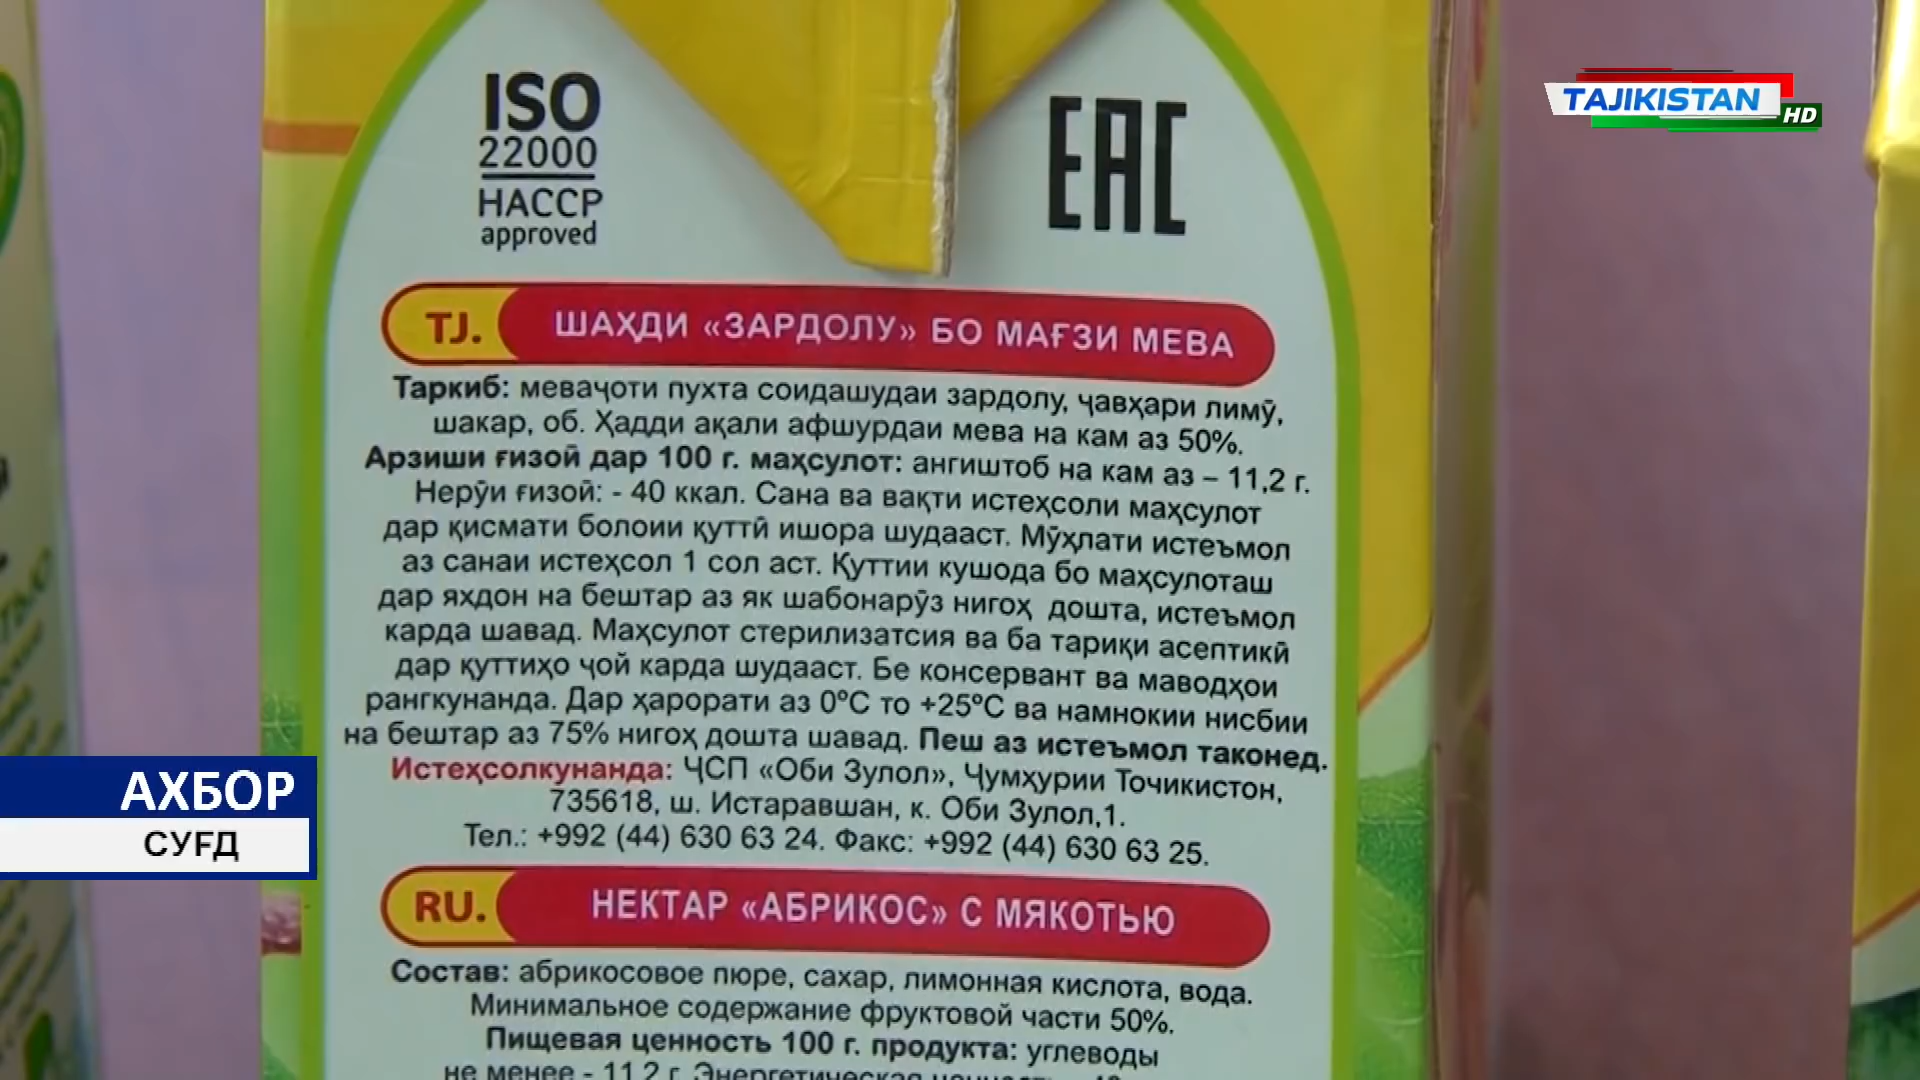 ISO
22000
HACCP
approved
EAC
TAJIKISTAN
HD
TJ. ШАҲДИ «ЗАРДОЛУ» БО МАҒЗИ МЕВА
Таркиб: меваҷоти пухта соидашудаи зардолу, ҷавҳари лимӯ,
шакар, об. Ҳадди ақали афшурдаи мева на кам аз 50%.
Арзиши ғизоӣ дар 100 г. маҳсулот: ангиштоб на кам аз – 11,2 г.
Нерӯи ғизоӣ: - 40 ккал. Сана ва вақти истеҳсоли маҳсулот
дар қисмати болоии қуттӣ ишора шудааст. Мӯҳлати истеъмол
аз санаи истеҳсол 1 сол аст. Қуттии кушода бо маҳсулоташ
дар яхдон на бештар аз як шабонарӯз нигоҳ дошта, истеъмол
карда шавад. Маҳсулот стерилизатсия ва ба тариқи асептикӣ
дар қуттиҳо ҷой карда шудааст. Бе консервант ва маводҳои
рангкунанда. Дар ҳарорати аз 0°С то +25°С ва намнокии нисбии
на бештар аз 75% нигоҳ дошта шавад. Пеш аз истеъмол таконед.
Истеҳсолкунанда: ҶСП «Оби Зулол», Ҷумҳурии Тоҷикистон,
735618, ш. Истаравшан, к. Оби Зулол,1.
Тел.: +992 (44) 630 63 24. Факс: +992 (44) 630 63 25.
АХБОР
СУҒД
RU. НЕКТАР «АБРИКОС» С МЯКОТЬЮ
Состав: абрикосовое пюре, сахар, лимонная кислота, вода.
Минимальное содержание фруктовой части 50%.
Пищевая ценность 100 г. продукта: углеводы
не менее - 11,2 г. Энергетическая